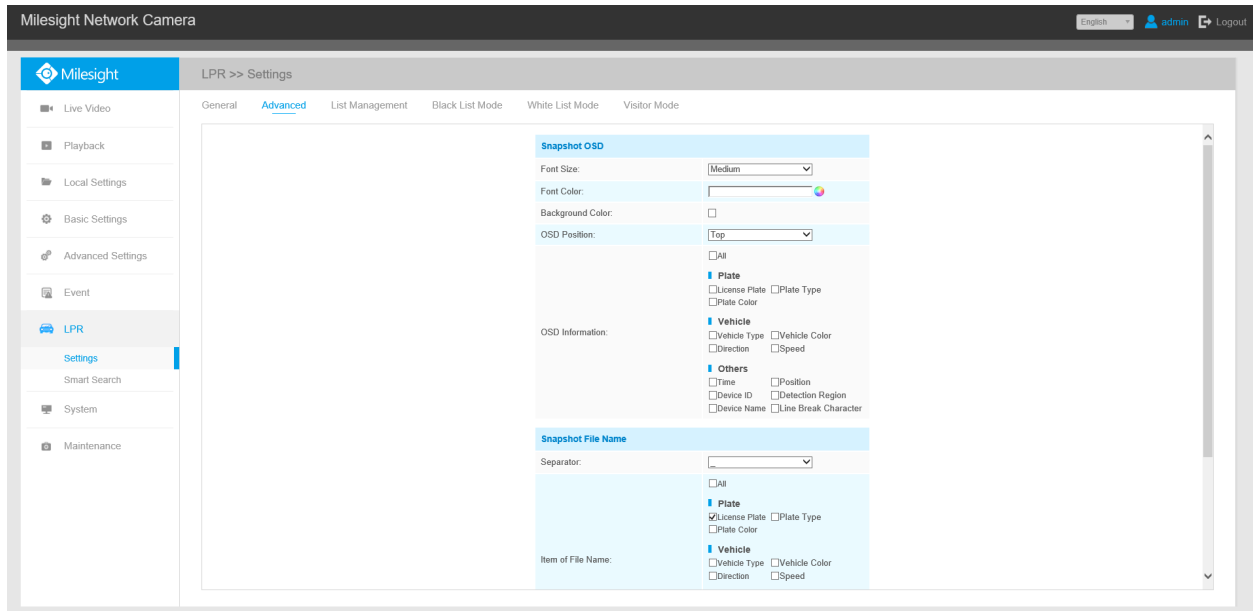 Milesight Network Camera
English admin Logout
Milesight
LPR >> Settings
Live Video
Playback
Local Settings
Basic Settings
Advanced Settings
Event
LPR
Settings
Smart Search
System
Maintenance
General Advanced List Management Black List Mode White List Mode Visitor Mode
Snapshot OSD
Font Size: Medium
Font Color:
Background Color:
OSD Position: Top
OSD Information:
All
Plate
License Plate Plate Type
Plate Color
Vehicle
Vehicle Type Vehicle Color
Direction Speed
Others
Time Position
Device ID Detection Region
Device Name Line Break Character
Snapshot File Name
Separator: _
Item of File Name:
All
Plate
License Plate Plate Type
Plate Color
Vehicle
Vehicle Type Vehicle Color
Direction Speed